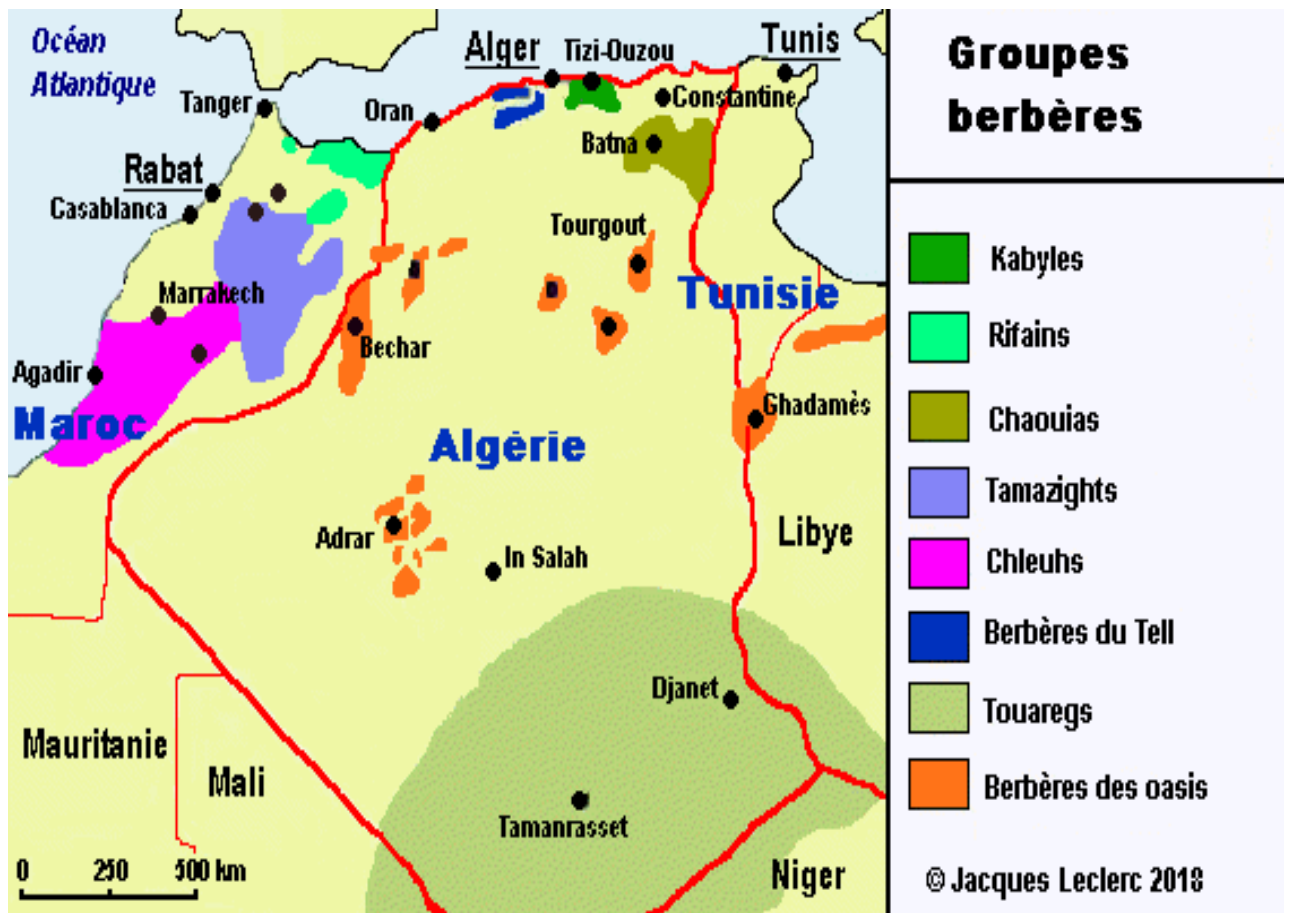 Océan
Atlantique
Tanger
Rabat
Casablanca
Marrakech
Agadir
Maroc
Oran
Alger
Tizi-Ouzou
Tunis
Constantine
Batna
Tourgout
Tunisie
Bechar
Ghadamès
Algérie
Adrar
In Salah
Libye
Djanet
Mauritanie
Mali
Tamanrasset
Niger
0 250 500 km
Groupes
berbères
Kabyles
Rifains
Chaouias
Tamazights
Chleuhs
Berbères du Tell
Touaregs
Berbères des oasis
© Jacques Leclerc 2018